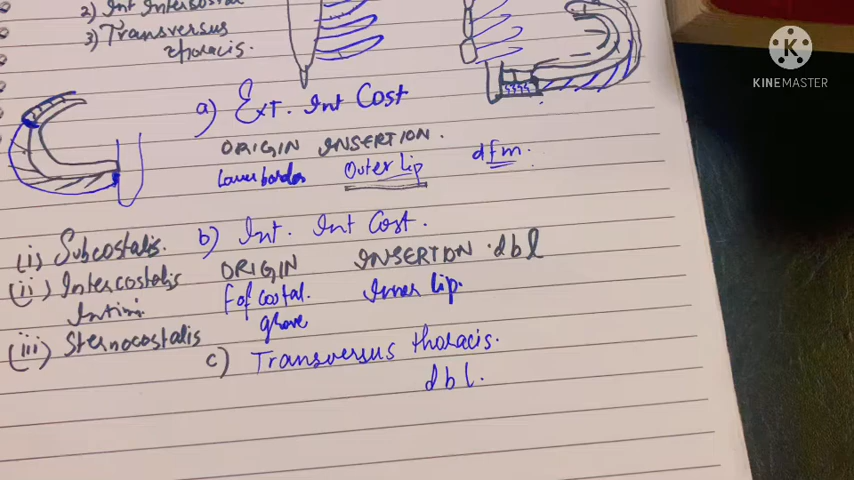 2) Int Intercostal
3) Transversus
thoracis.
K
KINEMASTER
a) Ext. Int Cost
ORIGIN INSERTION.
Lower border Outer lip dfm.
(i) Subcostalis. b) Int. Int Cost.
ORIGIN INSERTION . dbl
(ii) Intercostalis
Intimi
F of costal. Inner lip.
grove
(iii) Sternocostalis
c) Transversus thoracis.
dbl.